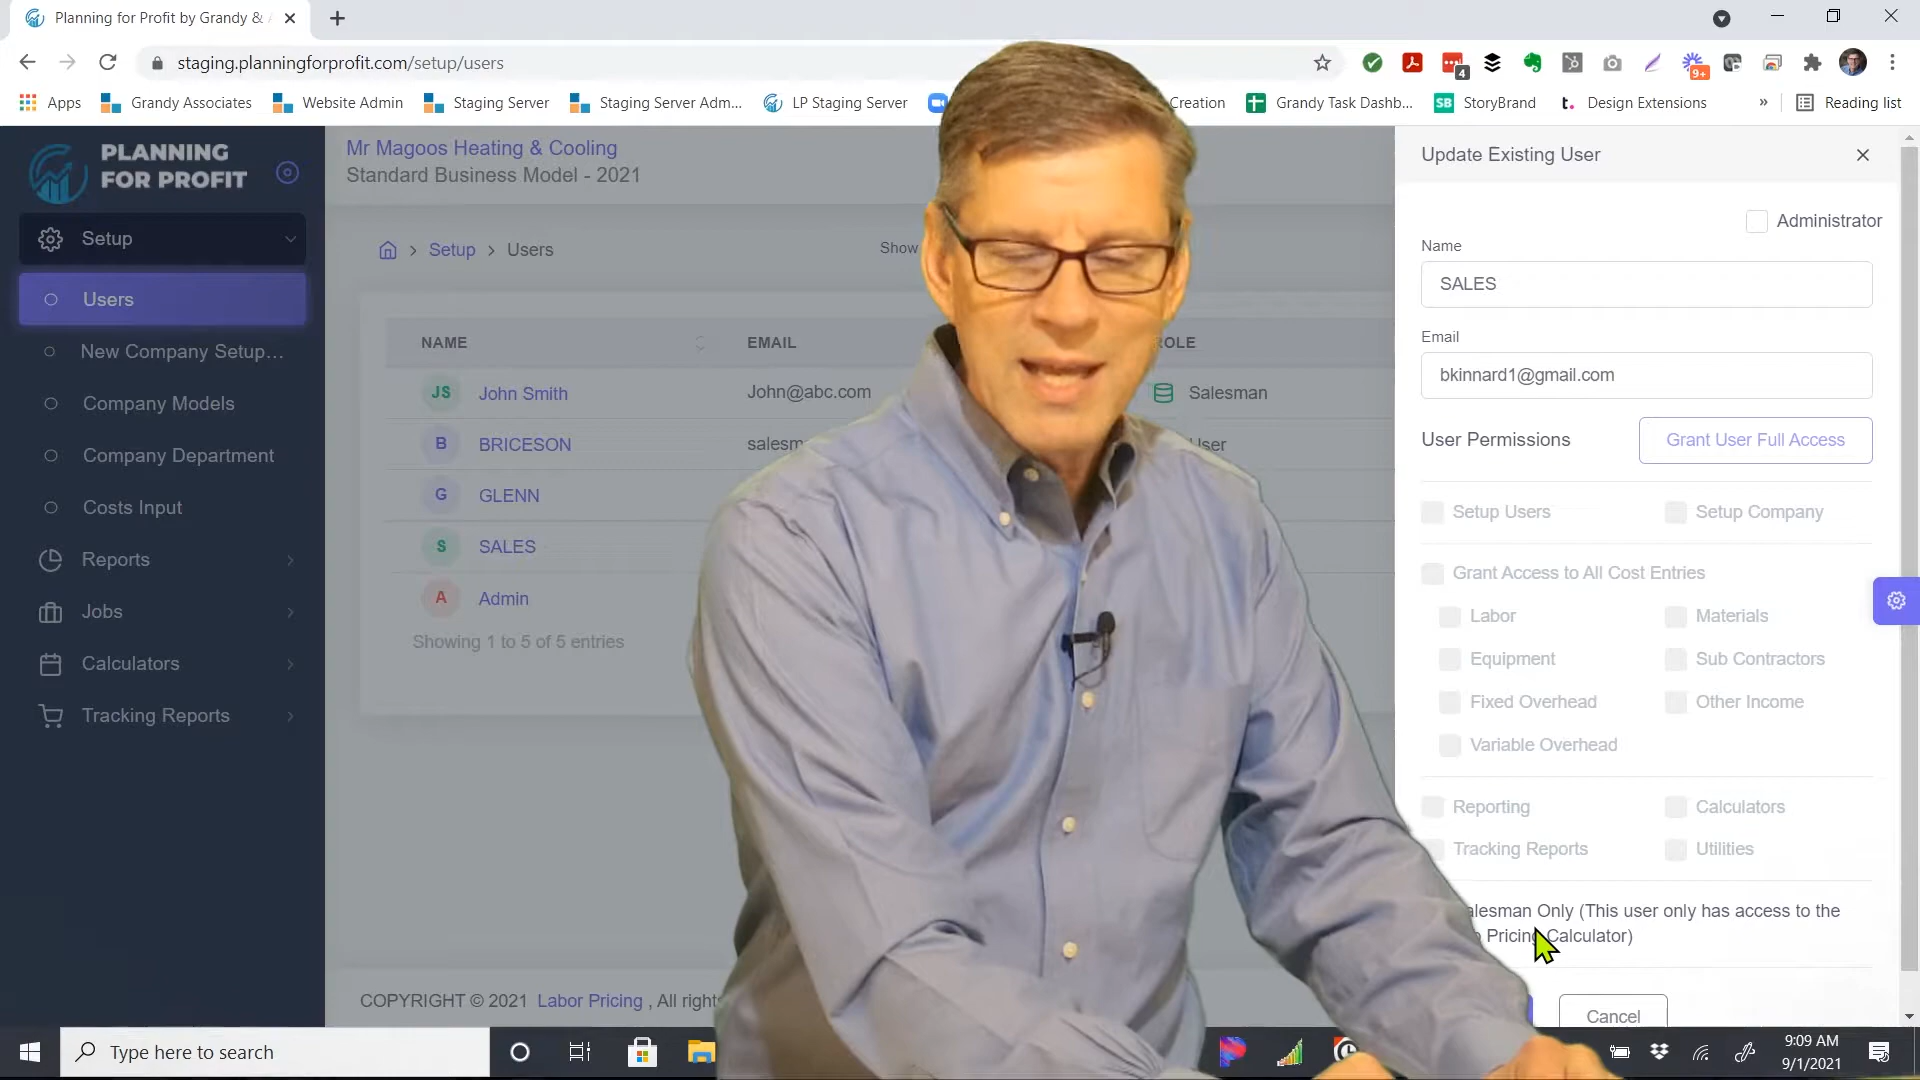 Planning for Profit by Grandy &
staging.planningforprofit.com/setup/users
4
9+
Apps
Grandy Associates
Website Admin
Staging Server
Staging Server Adm...
LP Staging Server
Creation
Grandy Task Dashb...
SB
StoryBrand
t.
Design Extensions
»
Reading list
PLANNING
FOR PROFIT
Setup
Users
New Company Setup...
Company Models
Company Department
Costs Input
Reports
Jobs
Calculators
Tracking Reports
Mr Magoos Heating & Cooling
Standard Business Model - 2021
Setup > Users
Show
NAME
EMAIL
ROLE
JS
John Smith
John@abc.com
Salesman
B
BRICESON
salesm
User
G
GLENN
S
SALES
A
Admin
Showing 1 to 5 of 5 entries
COPYRIGHT © 2021 Labor Pricing , All rights
Update Existing User
Administrator
Name
SALES
Email
bkinnard1@gmail.com
User Permissions
Grant User Full Access
Setup Users
Setup Company
Grant Access to All Cost Entries
Labor
Materials
Equipment
Sub Contractors
Fixed Overhead
Other Income
Variable Overhead
Reporting
Calculators
Tracking Reports
Utilities
alesman Only (This user only has access to the
Pricing Calculator)
Cancel
Type here to search
9:09 AM
9/1/2021